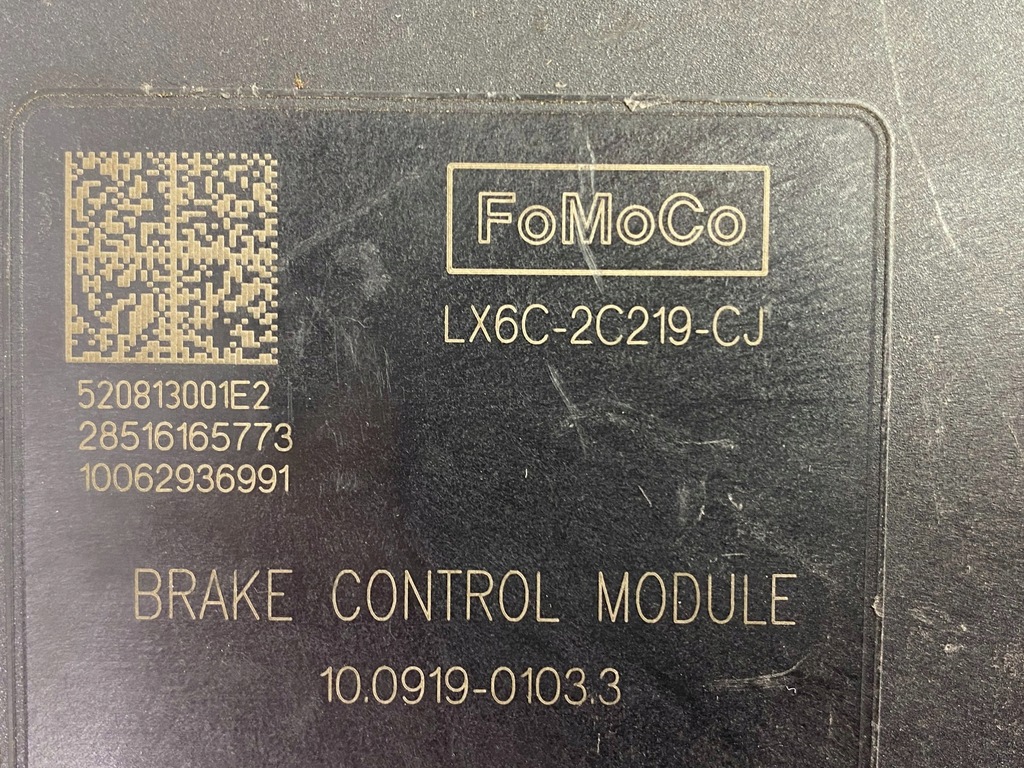 FoMoCo
LX6C-2C219-CJ
520813001E2
28516165773
10062936991
BRAKE CONTROL MODULE
10.0919-0103.3